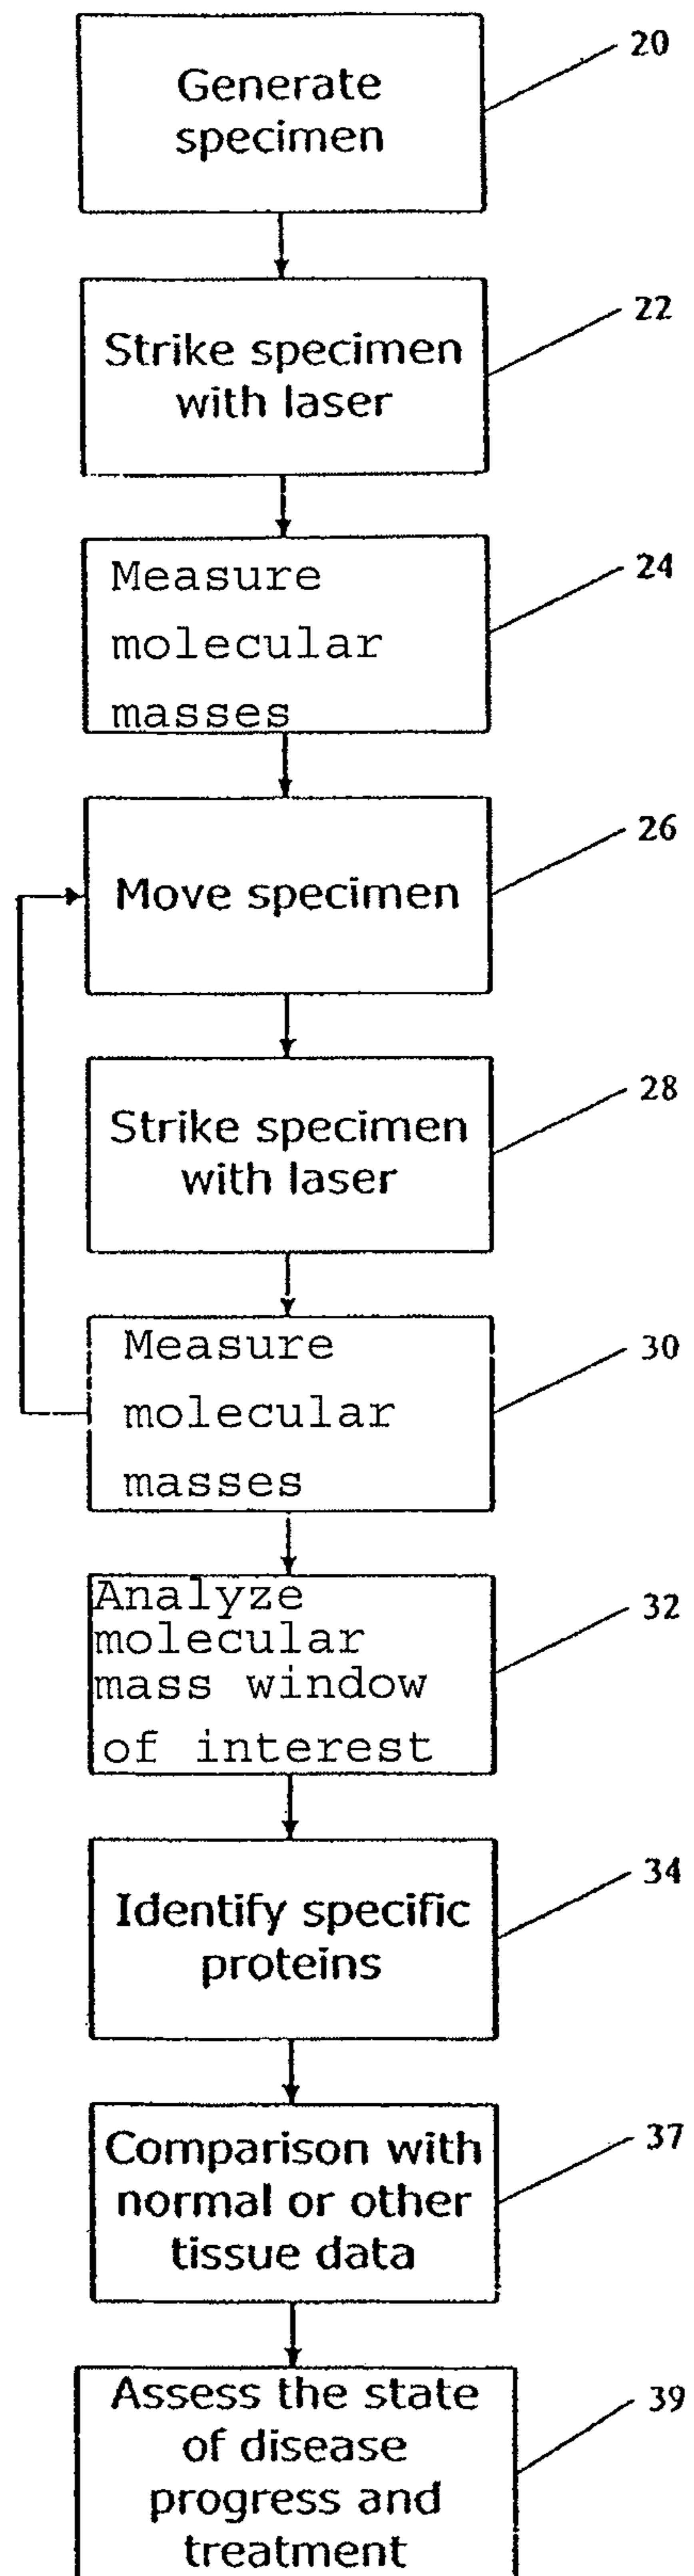 Generate
specimen
20
Strike specimen
with laser
22
Measure
molecular
masses
24
Move specimen
26
Strike specimen
with laser
28
Measure
molecular
masses
30
Analyze
molecular
mass window
of interest
32
Identify specific
proteins
34
Comparison with
normal or other
tissue data
37
Assess the state
of disease
progress and
treatment
39